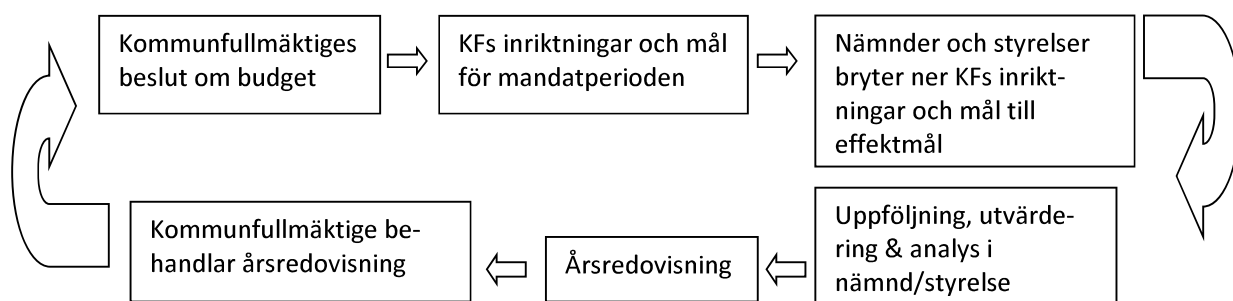 Kommunfullmäktiges
beslut om budget
KFs inriktningar och mål
för mandatperioden
Nämnder och styrelser
bryter ner KFs inrikt-
ningar och mål till
effektmål
Uppföljning, utvärde-
ring & analys i
nämnd/styrelse
Årsredovisning
Kommunfullmäktige be-
handlar årsredovisning